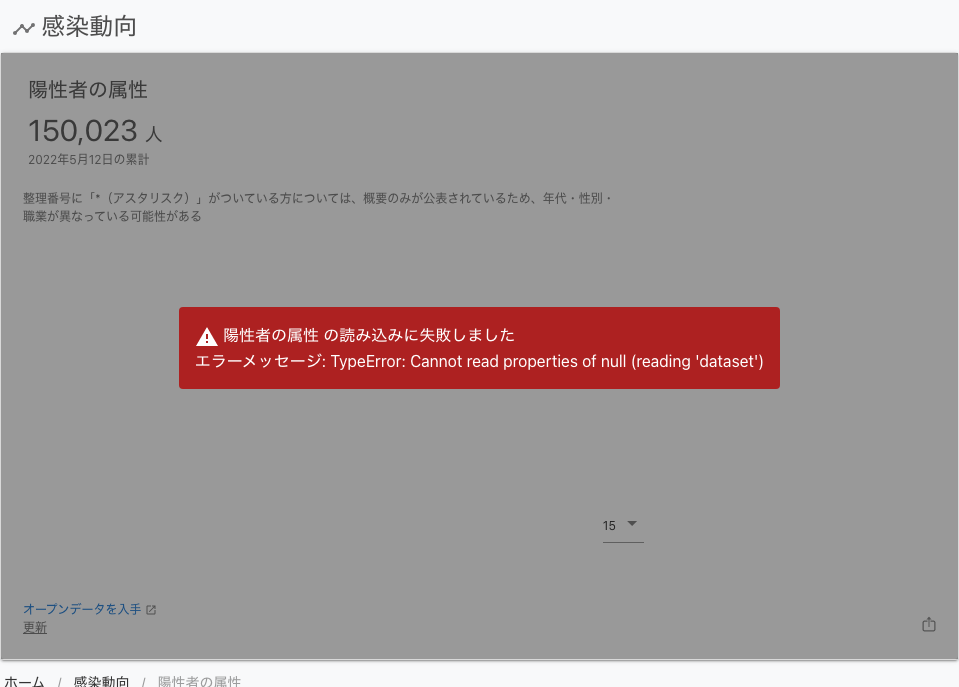 感染動向
陽性者の属性
150,023 人
2022年5月12日の累計
整理番号に「*（アスタリスク）」がついている方については、概要のみが公表されているため、年代・性別・
職業が異なっている可能性がある
陽性者の属性 の読み込みに失敗しました
エラーメッセージ: TypeError: Cannot read properties of null (reading 'dataset')
15
オープンデータを入手
更新
ホーム / 感染動向 / 陽性者の属性